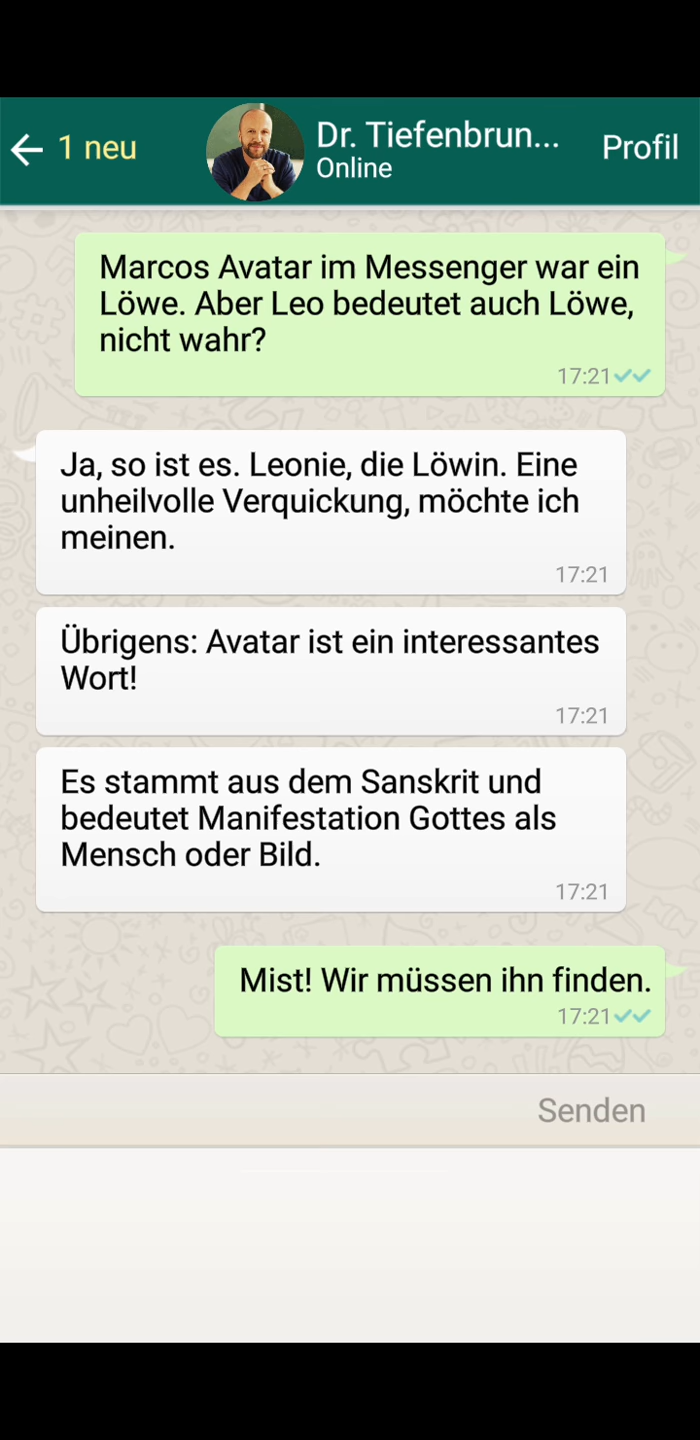 1 neu
Dr. Tiefenbrun...
Online
Profil
Marcos Avatar im Messenger war ein
Löwe. Aber Leo bedeutet auch Löwe,
nicht wahr?
17:21
Ja, so ist es. Leonie, die Löwin. Eine
unheilvolle Verquickung, möchte ich
meinen.
17:21
Übrigens: Avatar ist ein interessantes
Wort!
17:21
Es stammt aus dem Sanskrit und
bedeutet Manifestation Gottes als
Mensch oder Bild.
17:21
Mist! Wir müssen ihn finden.
17:21
Senden